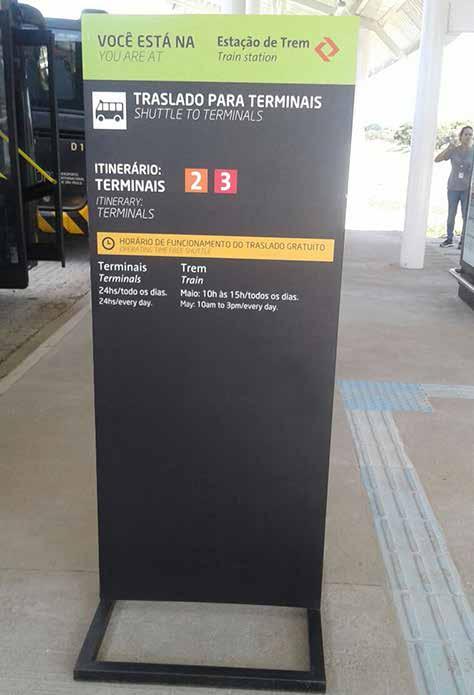 VOCÊ ESTÁ NA
YOU ARE AT
Estação de Trem
Train station
TRASLADO PARA TERMINAIS
SHUTTLE TO TERMINALS
ITINERÁRIO:
TERMINAIS 2 3
ITINERARY:
TERMINALS
HORÁRIO DE FUNCIONAMENTO DO TRASLADO GRATUITO
OPERATING TIME FREE SHUTTLE
Terminais
Terminals
24hs/todo os dias.
24hs/every day.
Trem
Train
Maio: 10h às 15h/todos os dias.
May: 10am to 3pm/every day.
D 1